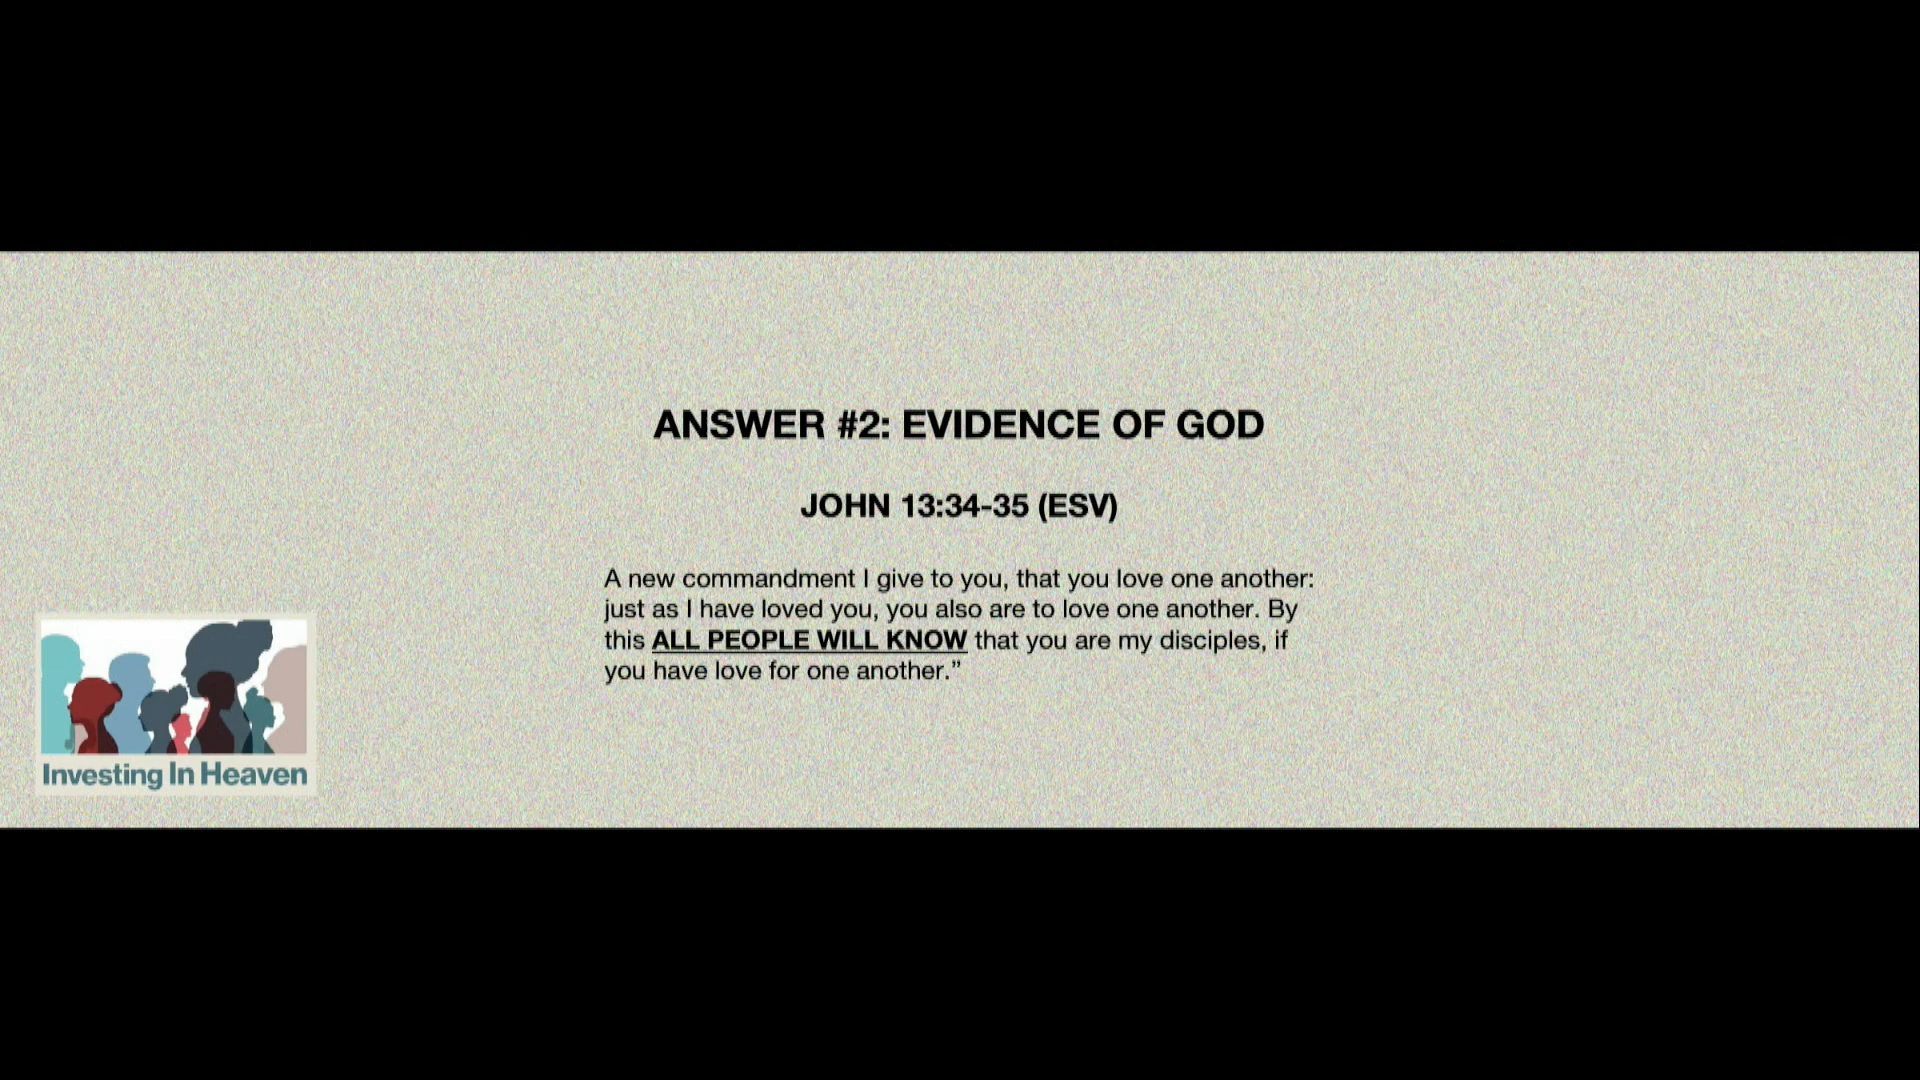 ANSWER #2: EVIDENCE OF GOD
JOHN 13:34-35 (ESV)
A new commandment I give to you, that you love one another:
just as I have loved you, you also are to love one another. By
this ALL PEOPLE WILL KNOW that you are my disciples, if
you have love for one another.”
Investing In Heaven